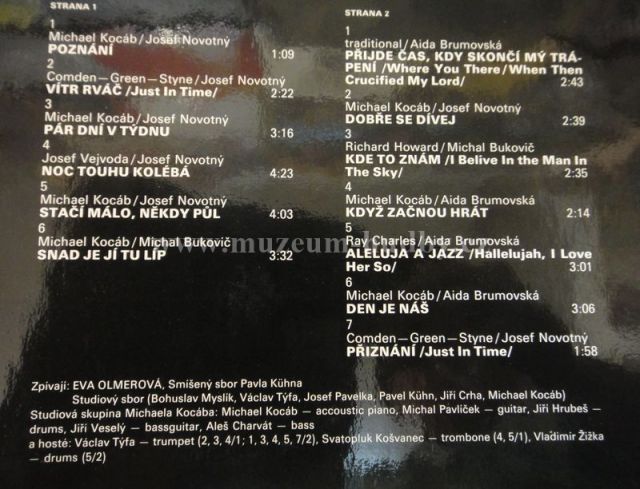 STRANA 1
1
Michael Kocáb/Josef Novotný
POZNÁNÍ 1:09
2
Comden—Green—Styne/Josef Novotný
VÍTR RVÁČ /Just In Time/ 2:22
3
Michael Kocáb/Josef Novotný
PÁR DNÍ V TÝDNU 3:16
4
Josef Vejvoda/Josef Novotný
NOC TOUHU KOLÉBÁ 4:23
5
Michael Kocáb/Josef Novotný
STAČÍ MÁLO, NĚKDY PŮL 4:03
6
Michael Kocáb/Michal Bukovič
SNAD JE JÍ TU LÍP 3:32
STRANA 2
1
traditional/Aida Brumovská
PŘIJDE ČAS, KDY SKONČÍ MÝ TRÁ-
PENÍ /Where You There/When Then
Crucified My Lord/ 2:43
2
Michael Kocáb/Josef Novotný
DOBŘE SE DÍVEJ 2:39
3
Richard Howard/Michal Bukovič
KDE TO ZNÁM /I Belive In the Man In
The Sky/ 2:35
4
Michael Kocáb/Aida Brumovská
KDYŽ ZAČNOU HRÁT 2:14
5
Ray Charles/Aida Brumovská
ALELUJA A JAZZ /Hallelujah, I Love
Her So/ 3:01
6
Michael Kocáb/Aida Brumovská
DEN JE NÁŠ 3:06
7
Comden—Green—Styne/Josef Novotný
PŘIZNÁNÍ /Just In Time/ 1:58
Zpívají: EVA OLMEROVÁ, Smíšený sbor Pavla Kühna
Studiový sbor (Bohuslav Myslík, Václav Týfa, Josef Pavelka, Pavel Kühn, Jiří Crha, Michael Kocáb)
Studiová skupina Michaela Kocába: Michael Kocáb — accoustic piano, Michal Pavlíček — guitar, Jiří Hrubeš —
drums, Jiří Veselý — bassguitar, Aleš Charvát — bass
a hosté: Václav Týfa — trumpet (2, 3, 4/1; 1, 3, 4, 5, 7/2), Svatopluk Košvanec — trombone (4, 5/1), Vladimír Žižka
— drums (5/2)